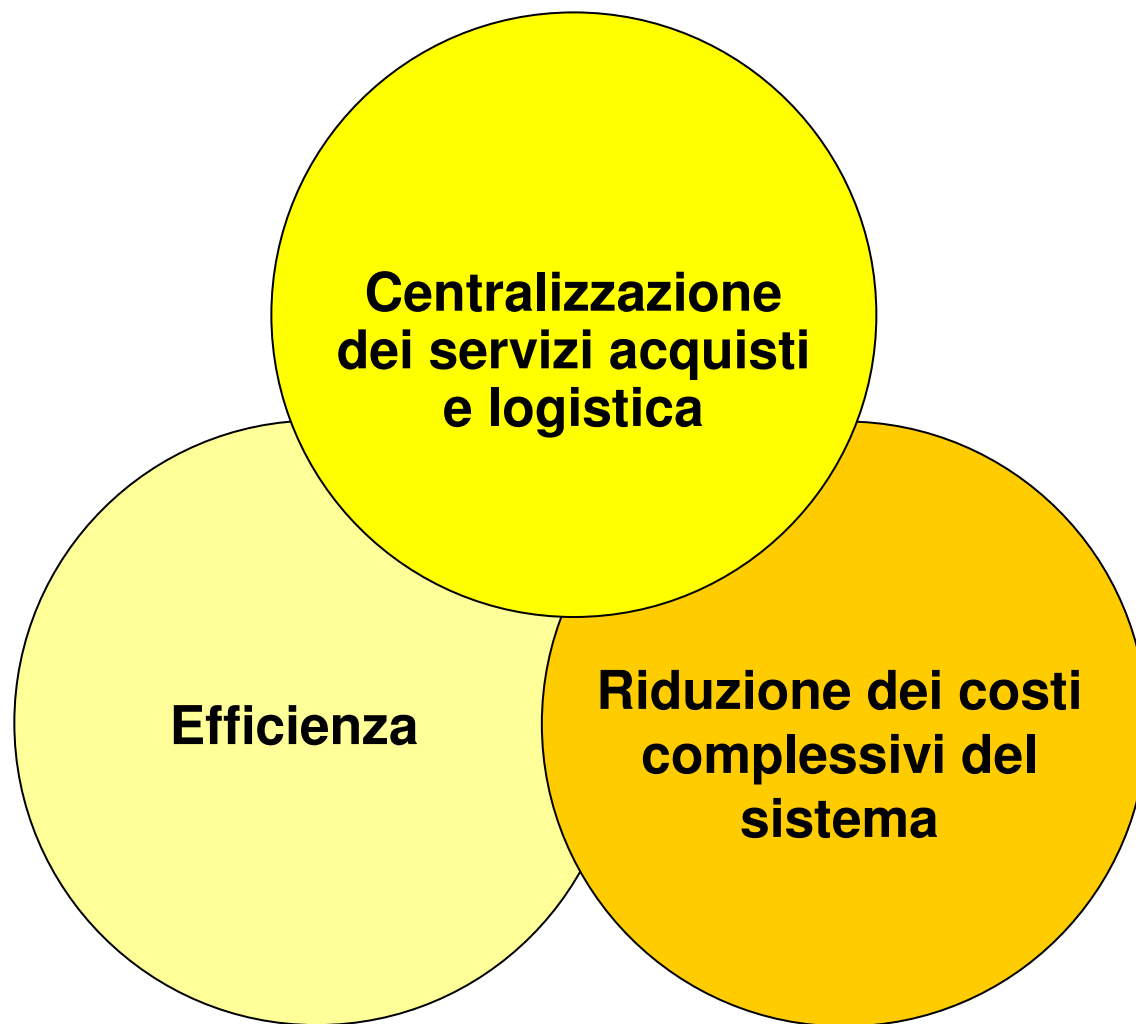 Centralizzazione
dei servizi acquisti
e logistica
Efficienza
Riduzione dei costi
complessivi del
sistema